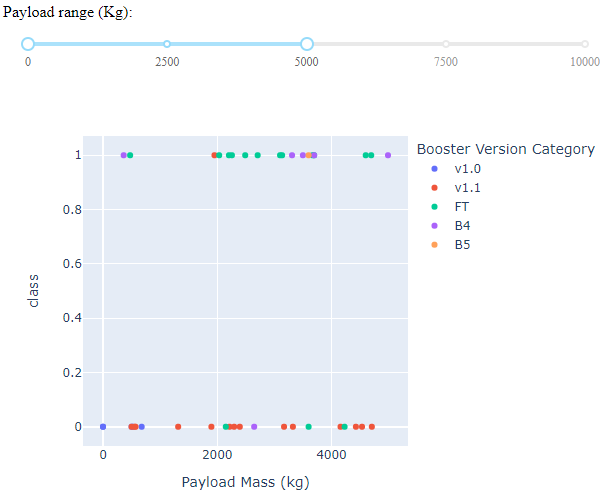 Payload range (Kg):
0 2500 5000 7500 10000
Booster Version Category
v1.0
v1.1
FT
B4
B5
1
0.8
0.6
0.4
0.2
0
class
0 2000 4000
Payload Mass (kg)